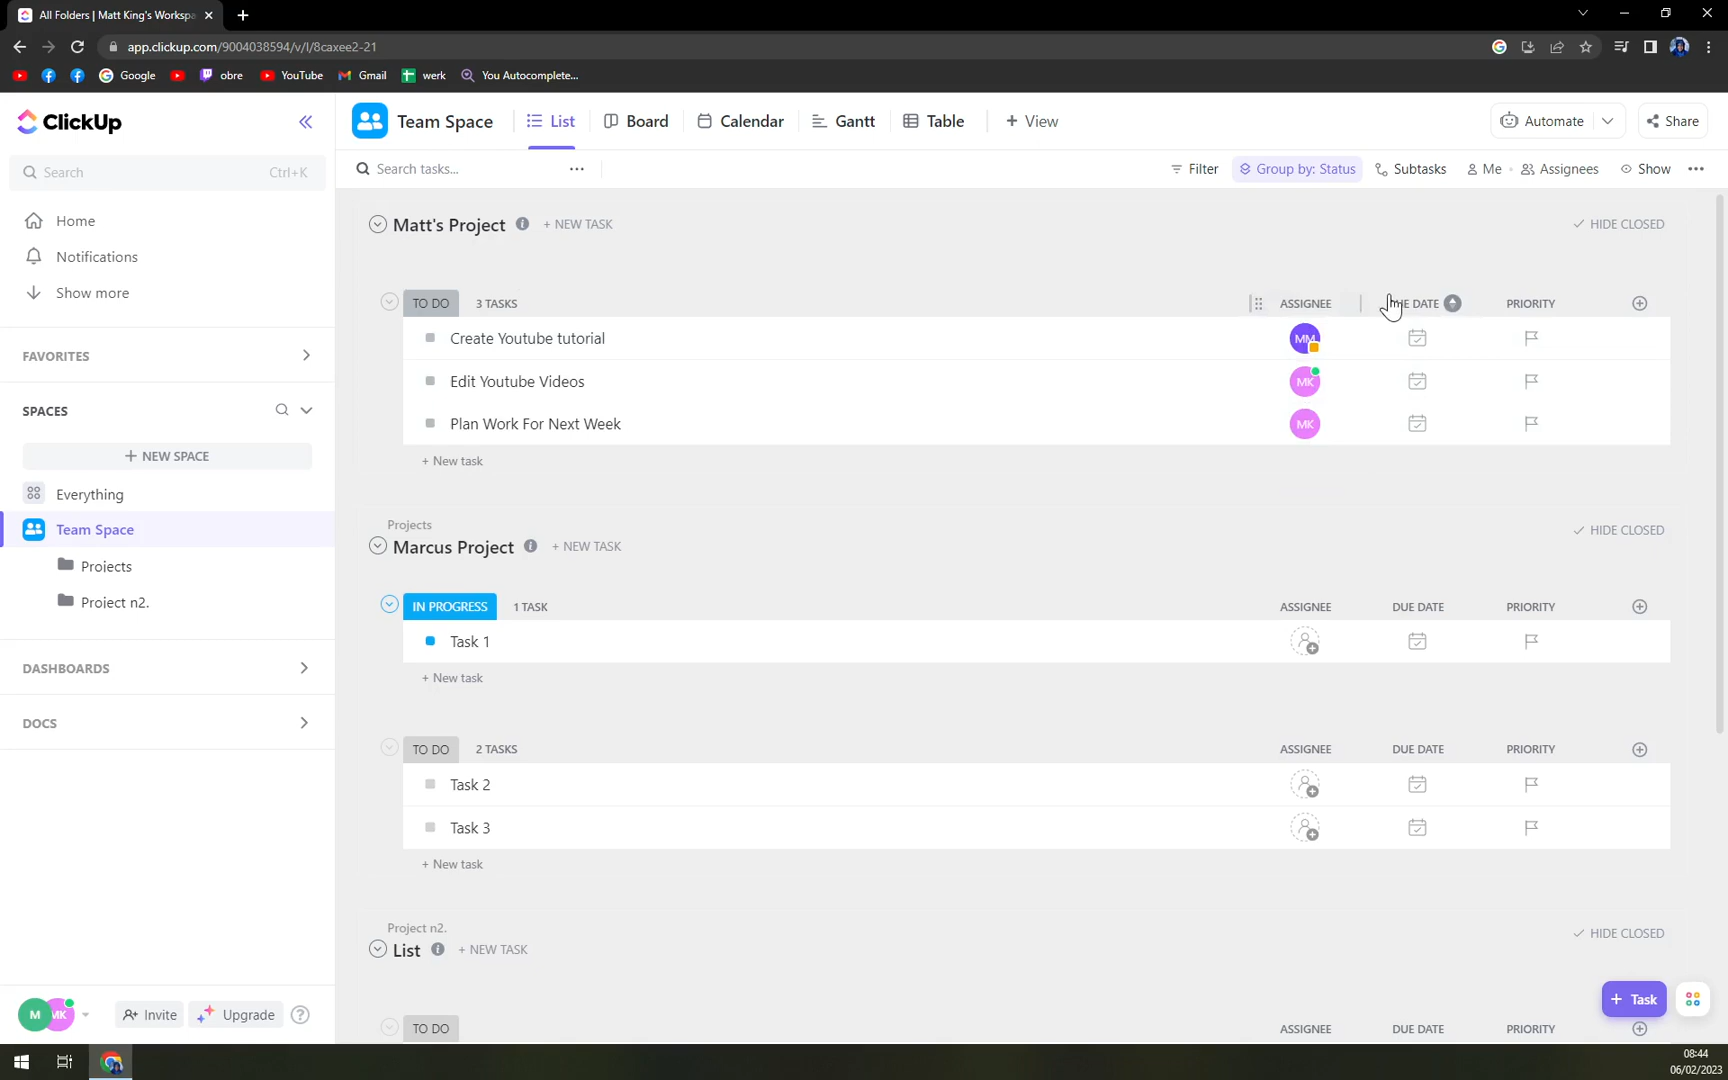 All Folders | Matt King's Workspa
app.clickup.com/9004038594/v/l/8caxee2-21
Google obre YouTube Gmail werk You Autocomplete...
ClickUp
Team Space List Board Calendar Gantt Table + View Automate Share
Search Ctrl+K
Search tasks... Filter Group by: Status Subtasks Me Assignees Show
Home
Notifications
Show more
FAVORITES
SPACES
+ NEW SPACE
Everything
Team Space
Projects
Project n2.
DASHBOARDS
DOCS
M MK Invite Upgrade ?
Matt's Project + NEW TASK HIDE CLOSED
TO DO 3 TASKS ASSIGNEE DATE PRIORITY
Create Youtube tutorial MM
Edit Youtube Videos MK
Plan Work For Next Week MK
+ New task
Projects
Marcus Project + NEW TASK HIDE CLOSED
IN PROGRESS 1 TASK ASSIGNEE DUE DATE PRIORITY
Task 1
+ New task
TO DO 2 TASKS ASSIGNEE DUE DATE PRIORITY
Task 2
Task 3
+ New task
Project n2.
List + NEW TASK HIDE CLOSED
TO DO ASSIGNEE DUE DATE PRIORITY
+ Task
08:44
06/02/2023